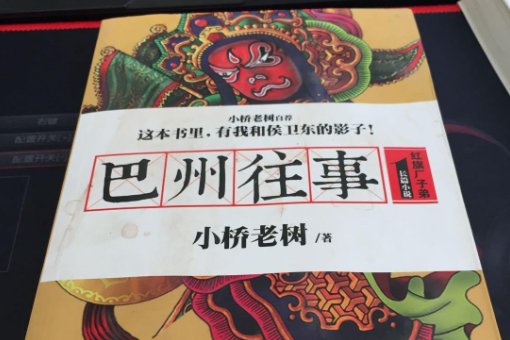 小桥老树自荐
这本书里，有我和侯卫东的影子！
巴州往事
1
红旗厂子弟
长篇小说
小桥老树/著